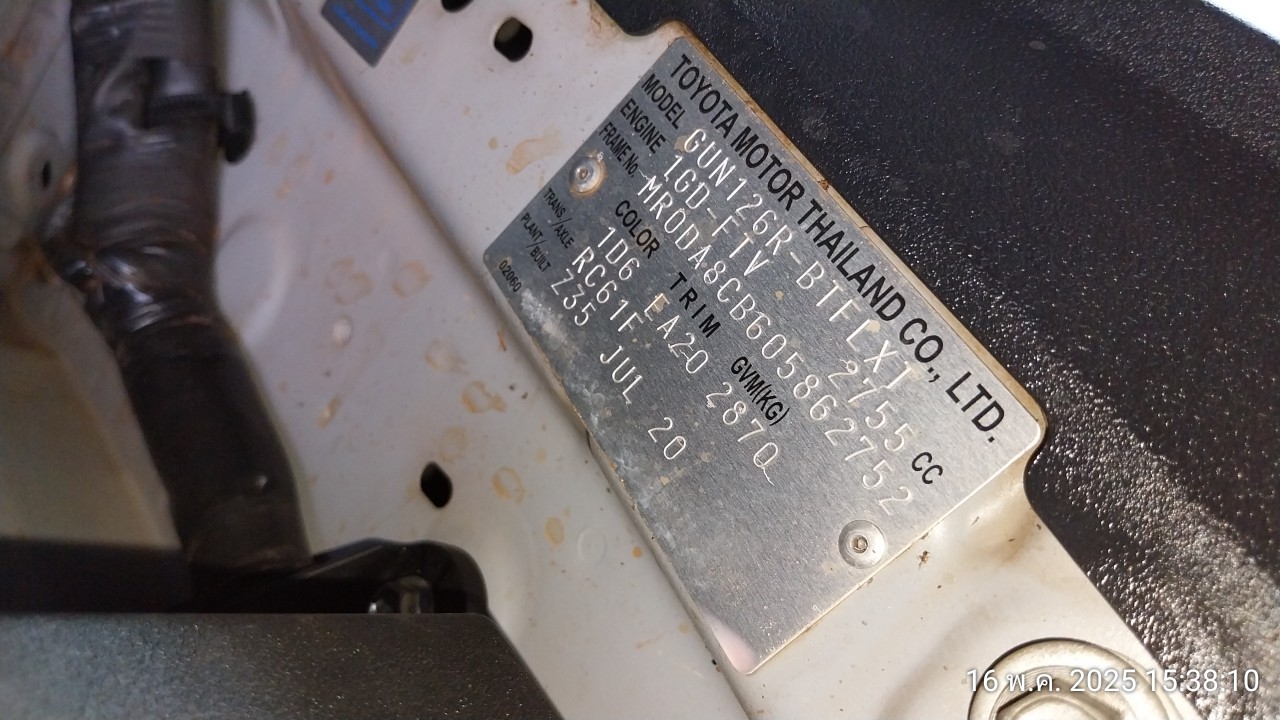 TOYOTA MOTOR THAILAND CO., LTD.
MODEL GUN126R-BTFLXT
ENGINE 1GD-FTV 2755 CC
FRAME No. MR0DA8CB605862752
COLOR TRIM GVM(KG)
1D6 EA20 2870
TRANS/AXLE RC61F
PLANT/BUILT Z35 JUL 20
02060
16 พ.ค. 2025 15:38:10